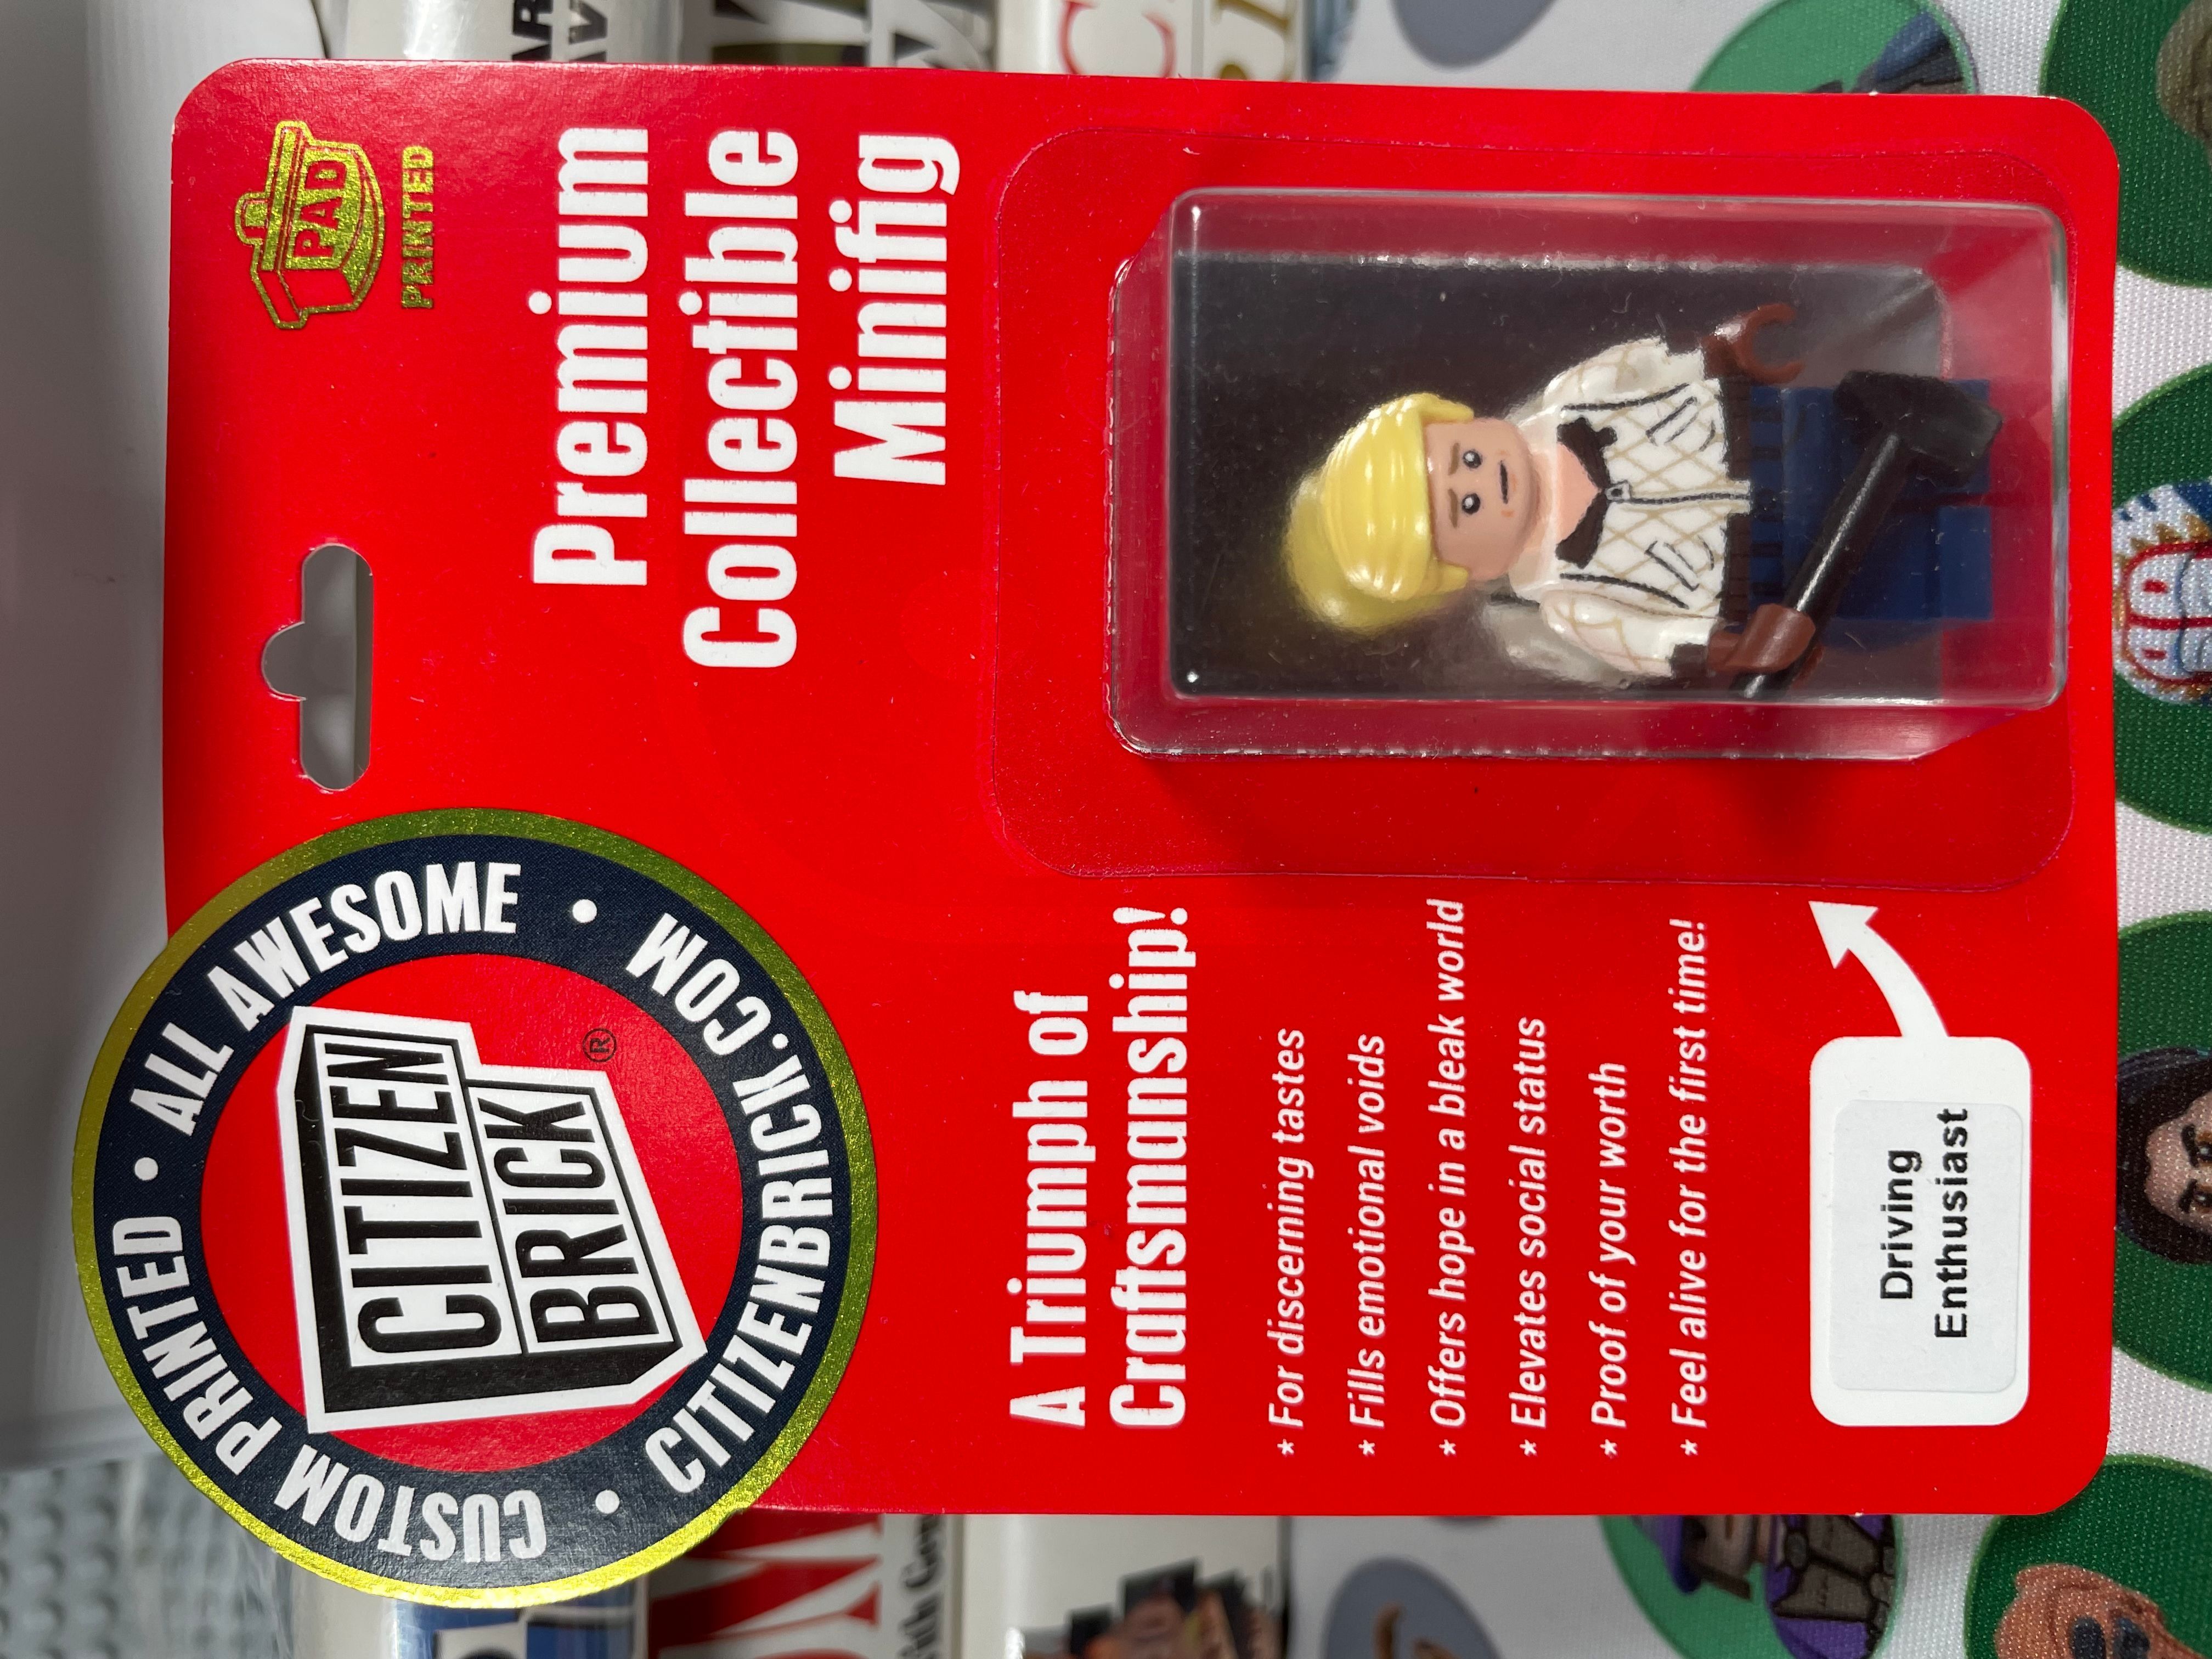 CUSTOM PRINTED • ALL AWESOME • CITIZENBRICK.COM •
CITIZEN
BRICK
®
PAD
PRINTED
Premium
Collectible
Minifig
A Triumph of
Craftsmanship!
* For discerning tastes
* Fills emotional voids
* Offers hope in a bleak world
* Elevates social status
* Proof of your worth
* Feel alive for the first time!
Driving
Enthusiast